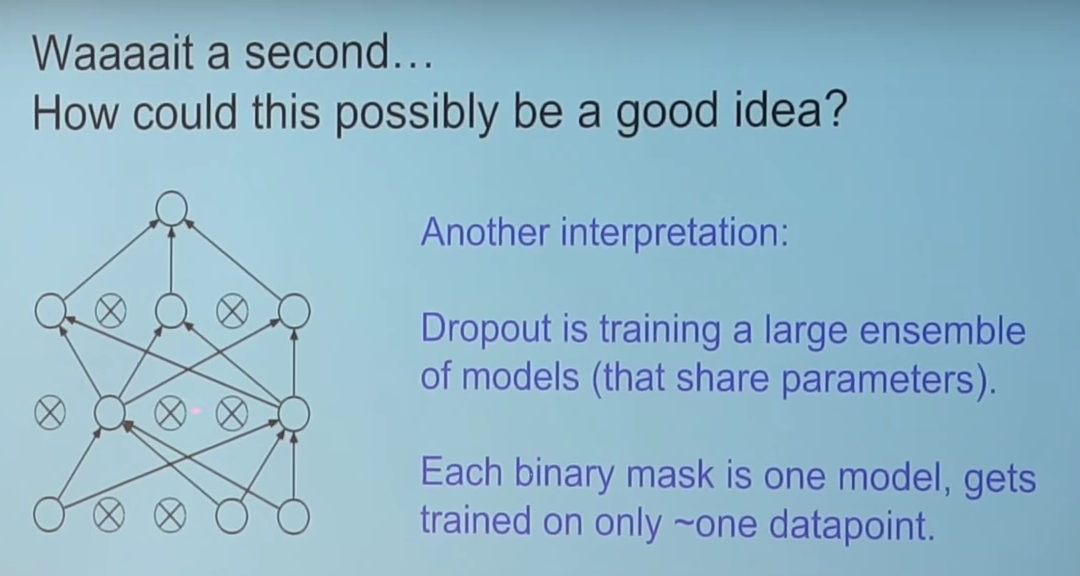 Waaaait a second...
How could this possibly be a good idea?
Another interpretation:
Dropout is training a large ensemble
of models (that share parameters).
Each binary mask is one model, gets
trained on only ~one datapoint.